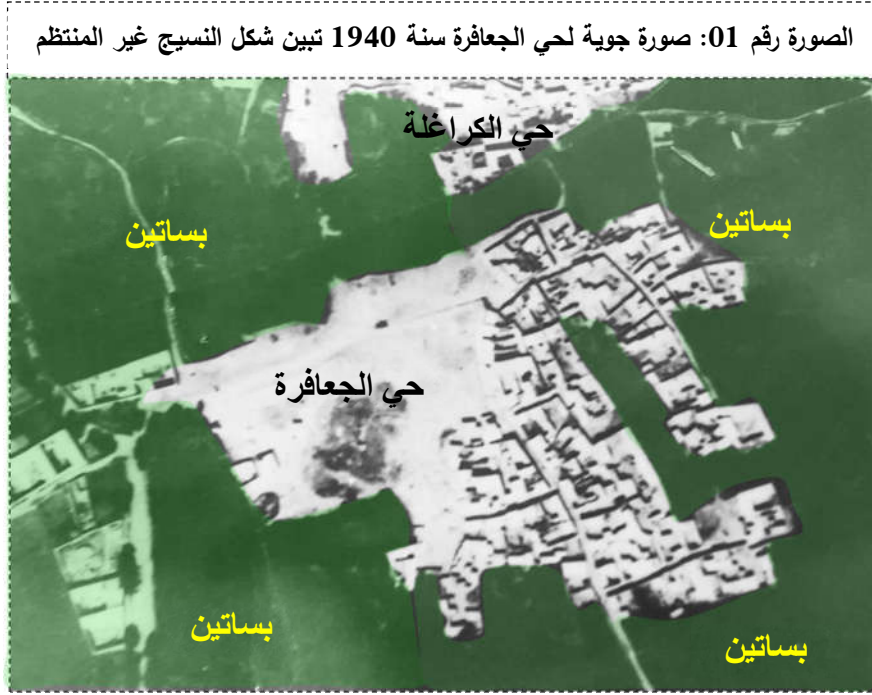 الصورة رقم 01: صورة جوية لحي الجعافرة سنة 1940 تبين شكل النسيج غير المنتظم
حي الكراغلة
بساتين
بساتين
حي الجعافرة
بساتين
بساتين